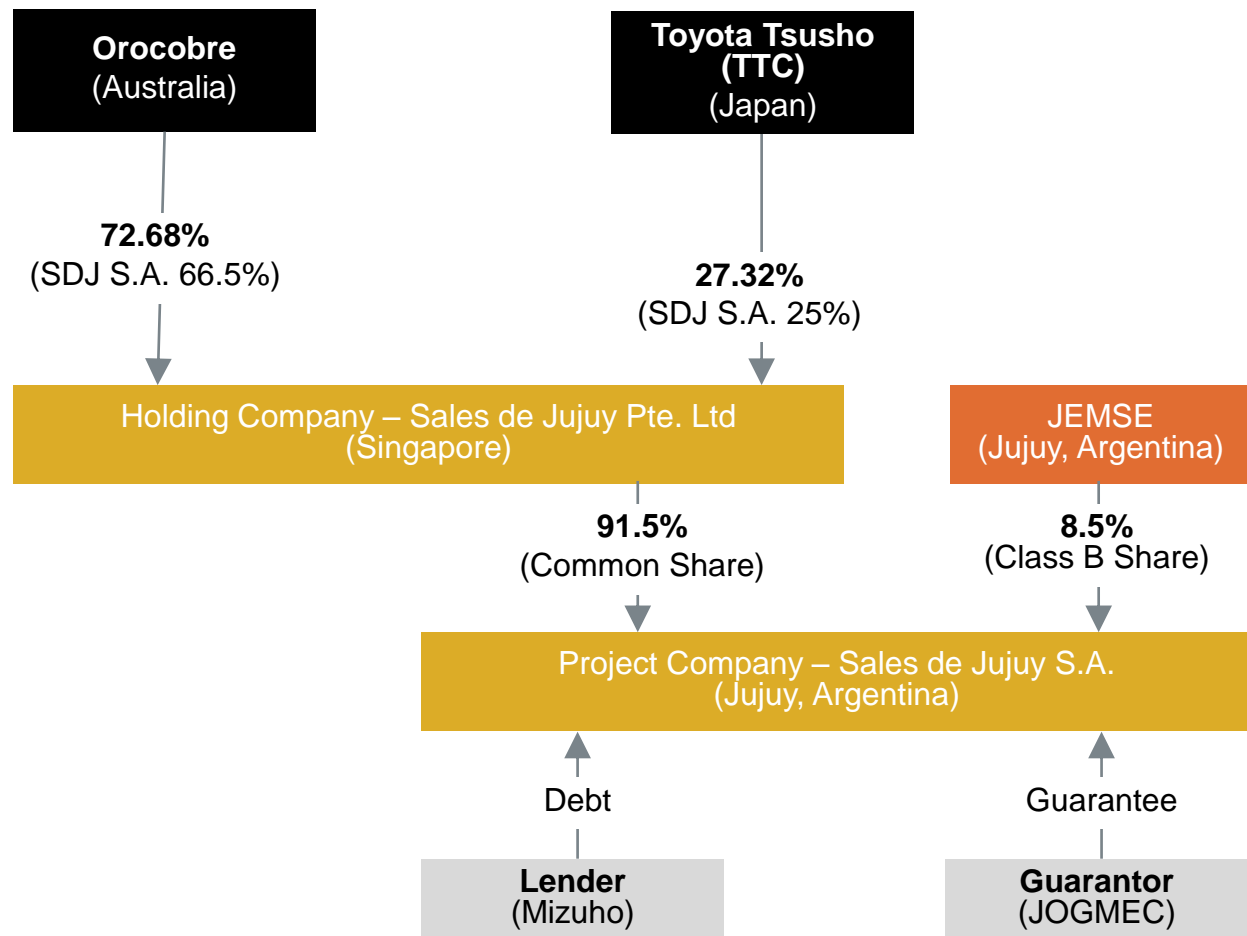 Orocobre
(Australia)
Toyota Tsusho
(TTC)
(Japan)
72.68%
(SDJ S.A. 66.5%)
27.32%
(SDJ S.A. 25%)
Holding Company – Sales de Jujuy Pte. Ltd
(Singapore)
JEMSE
(Jujuy, Argentina)
91.5%
(Common Share)
8.5%
(Class B Share)
Project Company – Sales de Jujuy S.A.
(Jujuy, Argentina)
Debt
Guarantee
Lender
(Mizuho)
Guarantor
(JOGMEC)